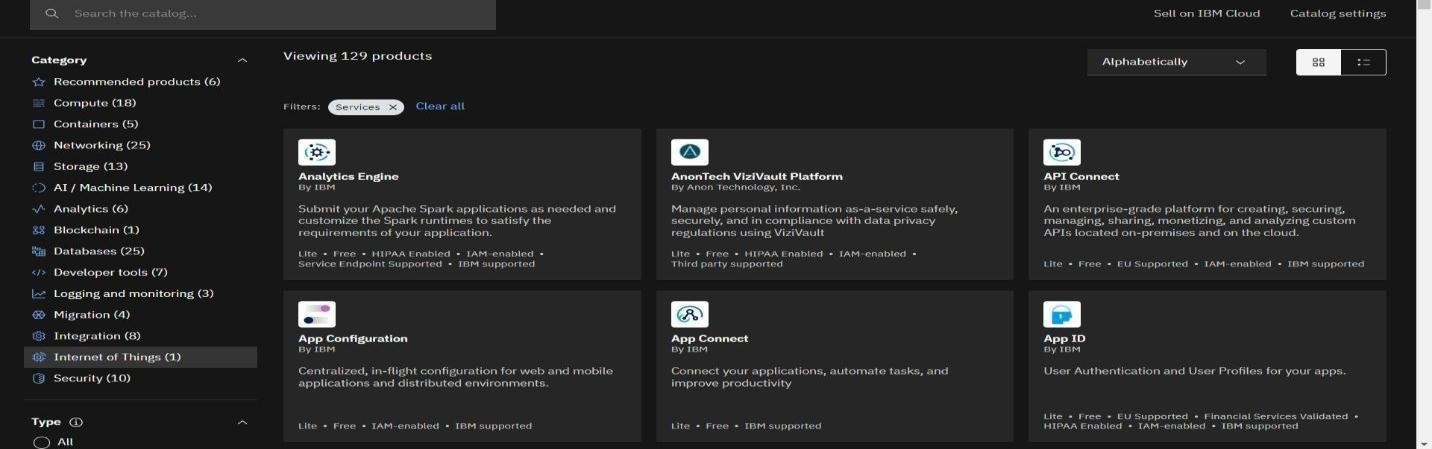 Search the catalog...
Sell on IBM Cloud
Catalog settings
Category
Recommended products (6)
Compute (18)
Containers (5)
Networking (25)
Storage (13)
AI / Machine Learning (14)
Analytics (6)
Blockchain (1)
Databases (25)
Developer tools (7)
Logging and monitoring (3)
Migration (4)
Integration (8)
Internet of Things (1)
Security (10)
Type
All
Viewing 129 products
Alphabetically
Filters: Services × Clear all
Analytics Engine
By IBM
Submit your Apache Spark applications as needed and
customize the Spark runtimes to satisfy the
requirements of your application.
Lite • Free • HIPAA Enabled • IAM-enabled •
Service Endpoint Supported • IBM supported
AnonTech ViziVault Platform
By Anon Technology, Inc.
Manage personal information as-a-service safely,
securely, and in compliance with data privacy
regulations using ViziVault
Lite • Free • HIPAA Enabled • IAM-enabled •
Third party supported
API Connect
By IBM
An enterprise-grade platform for creating, securing,
managing, sharing, monetizing, and analyzing custom
APIs located on-premises and on the cloud.
Lite • Free • EU Supported • IAM-enabled • IBM supported
App Configuration
By IBM
Centralized, in-flight configuration for web and mobile
applications and distributed environments.
Lite • Free • IAM-enabled • IBM supported
App Connect
By IBM
Connect your applications, automate tasks, and
improve productivity
Lite • Free • IBM supported
App ID
By IBM
User Authentication and User Profiles for your apps.
Lite • Free • EU Supported • Financial Services Validated •
HIPAA Enabled • IAM-enabled • IBM supported